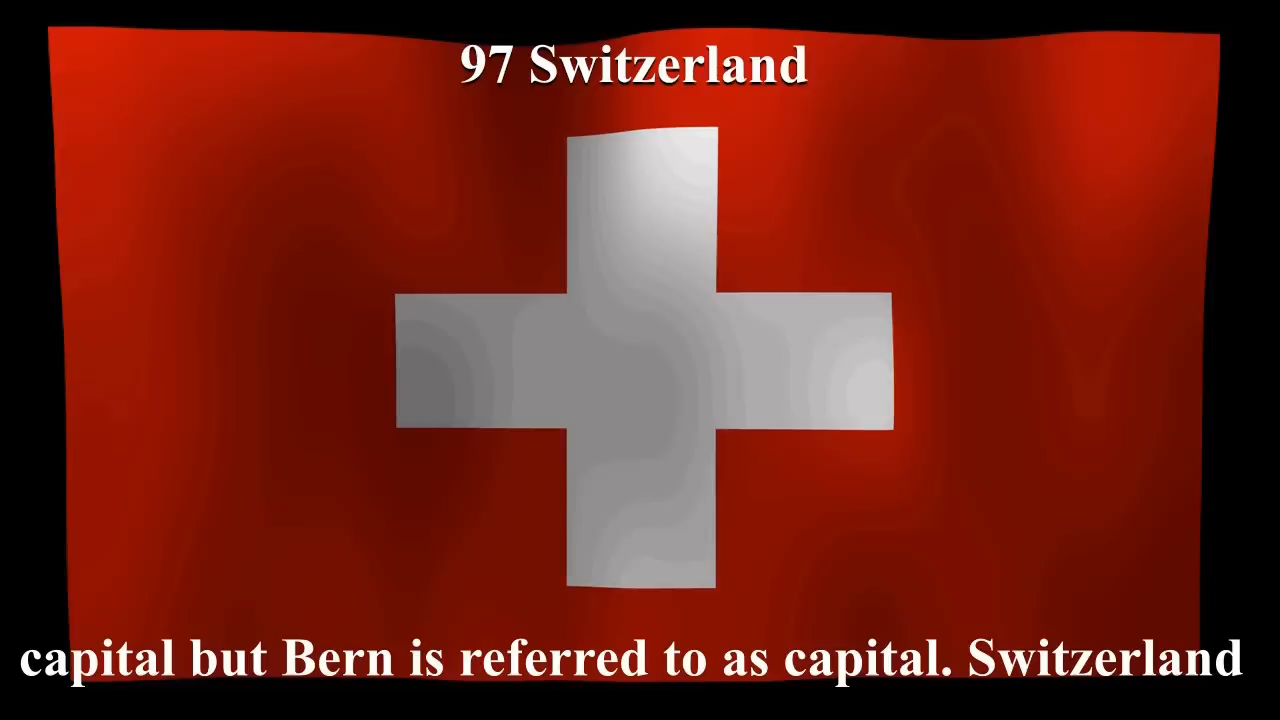 97 Switzerland
capital but Bern is referred to as capital. Switzerland